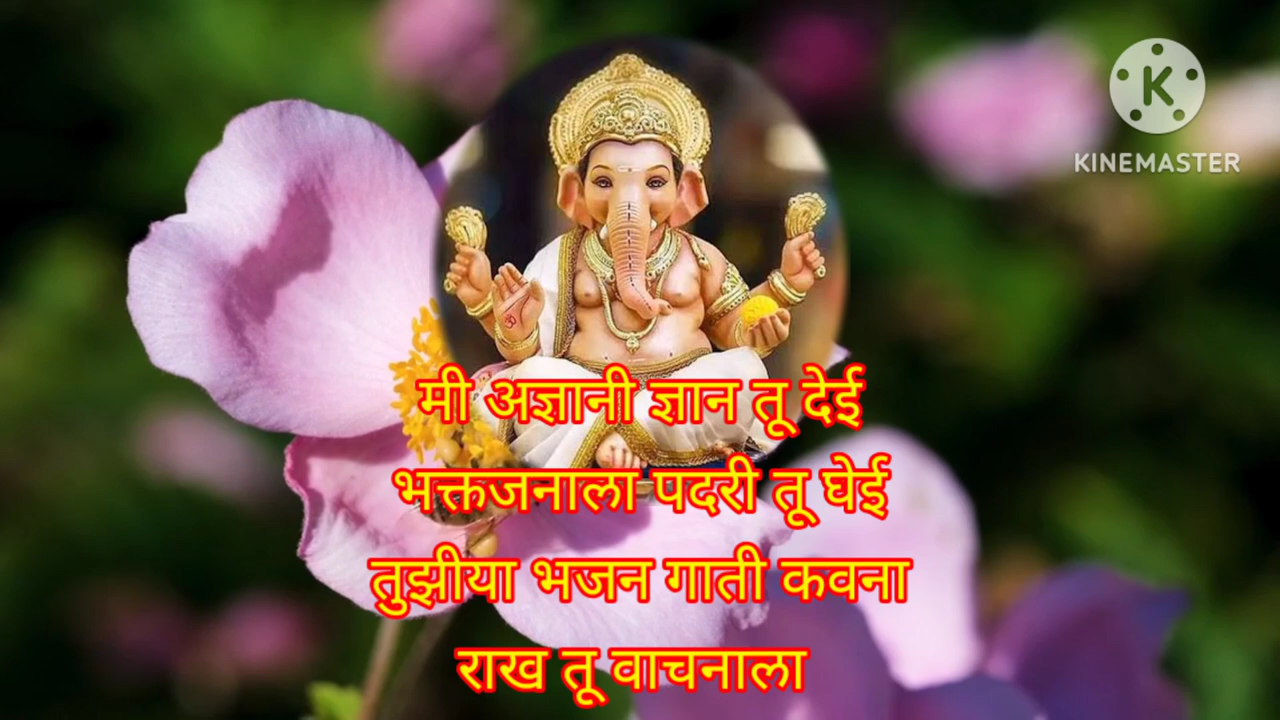 K
KINEMASTER
मी अज्ञानी ज्ञान तू देई
भक्तजनाला पदरी तू घेई
तुझीया भजन गाती कवना
राख तू वाचनाला